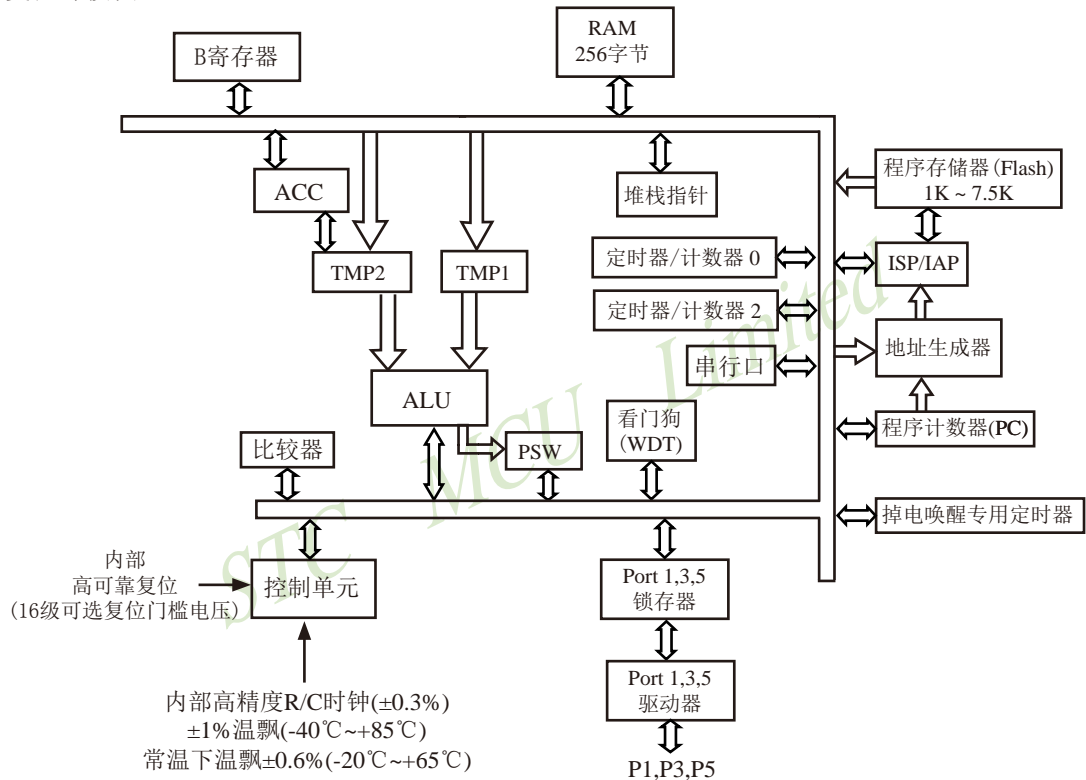 B寄存器
RAM
256字节
ACC
堆栈指针
程序存储器(Flash)
1K ~ 7.5K
TMP2
TMP1
定时器/计数器 0
ISP/IAP
定时器/计数器 2
地址生成器
串行口
ALU
看门狗
(WDT)
程序计数器(PC)
比较器
PSW
掉电唤醒专用定时器
内部
高可靠复位
(16级可选复位门槛电压)
控制单元
Port 1,3,5
锁存器
内部高精度R/C时钟(±0.3%)
±1%温飘(-40℃~+85℃)
常温下温飘±0.6%(-20℃~+65℃)
Port 1,3,5
驱动器
P1,P3,P5
STC MCU Limited